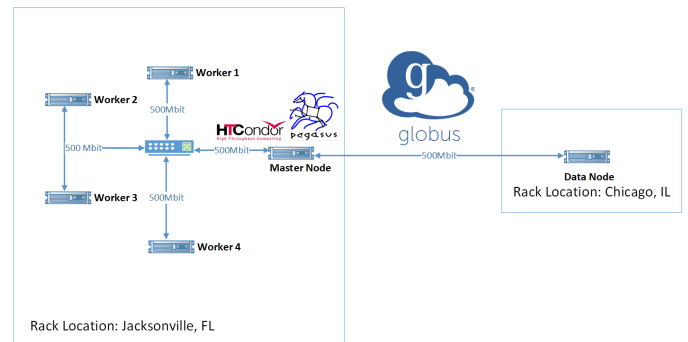 Worker 1
Worker 2
500Mbit
HTCondor
High Throughput Computing
pegasus
g
®
globus
500 Mbit
500Mbit
500Mbit
Master Node
Data Node
Rack Location: Chicago, IL
Worker 3
500Mbit
Worker 4
Rack Location: Jacksonville, FL